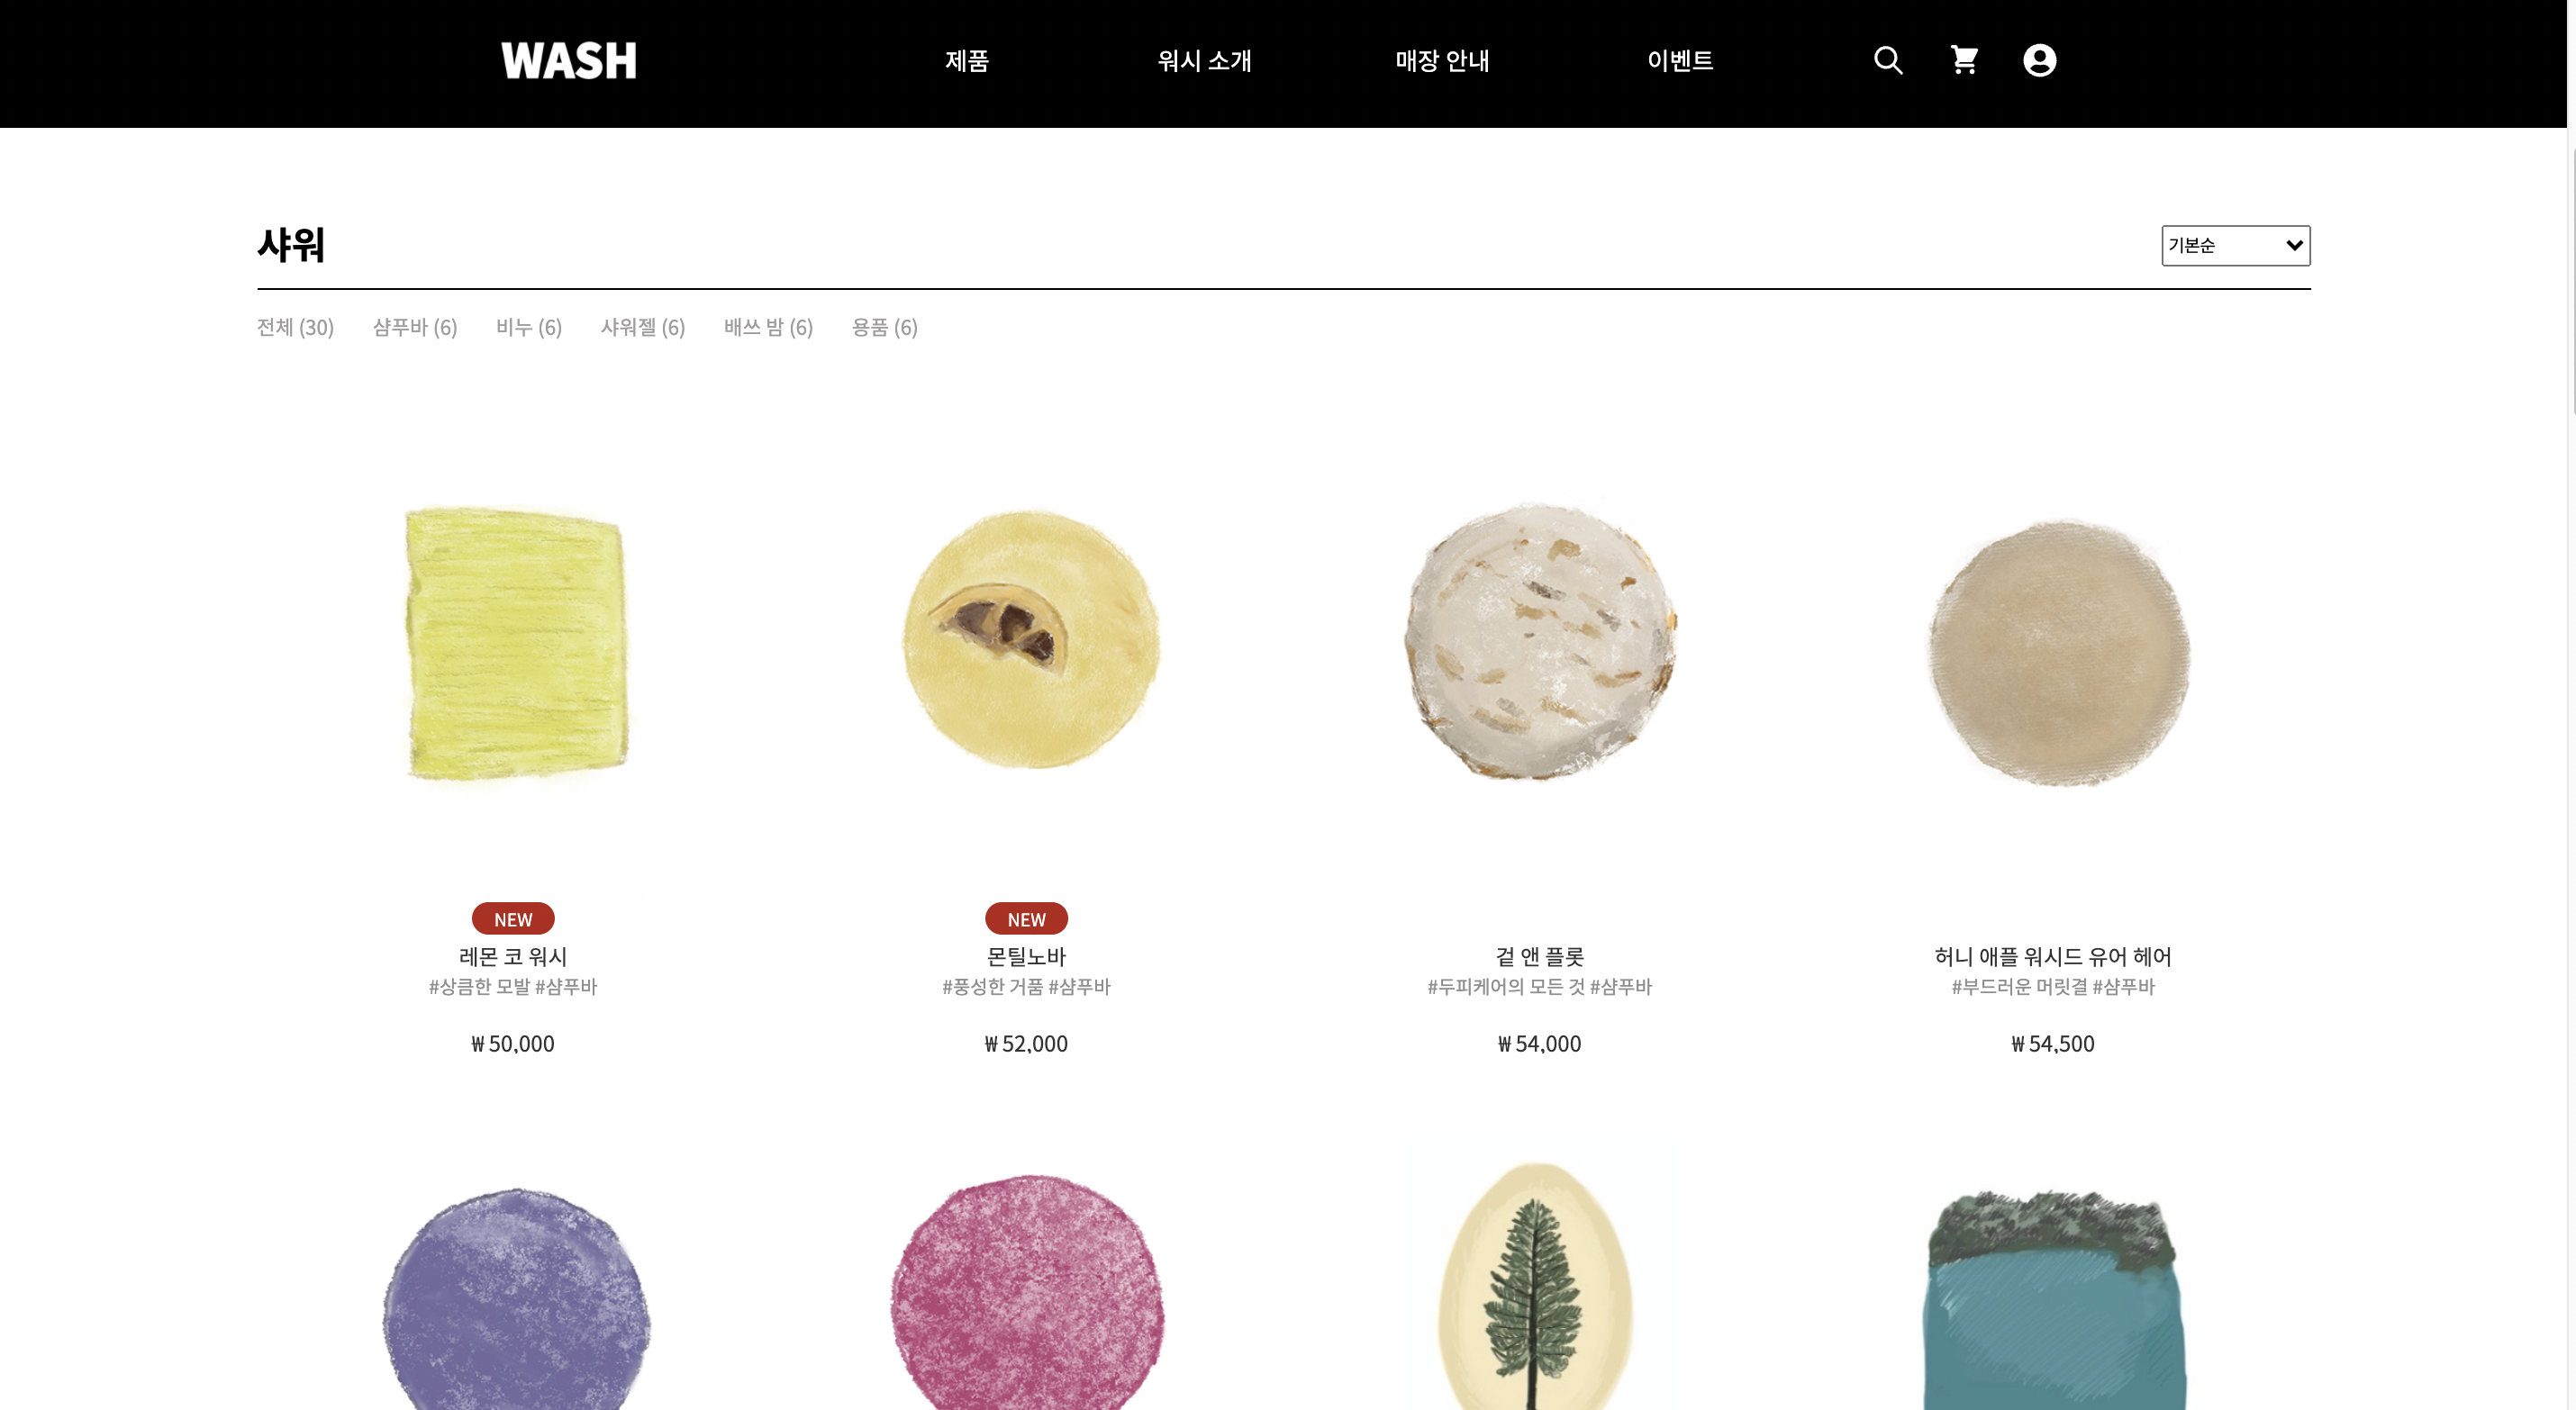 WASH 제품 워시 소개 매장 안내 이벤트
샤워 기본순
전체 (30) 샴푸바 (6) 비누 (6) 샤워젤 (6) 배쓰 밤 (6) 용품 (6)
NEW NEW
레몬 코 워시 몬틸노바 겉 앤 플롯 허니 애플 워시드 유어 헤어
#상큼한 모발 #샴푸바 #풍성한 거품 #샴푸바 #두피케어의 모든 것 #샴푸바 #부드러운 머릿결 #샴푸바
₩ 50,000 ₩ 52,000 ₩ 54,000 ₩ 54,500